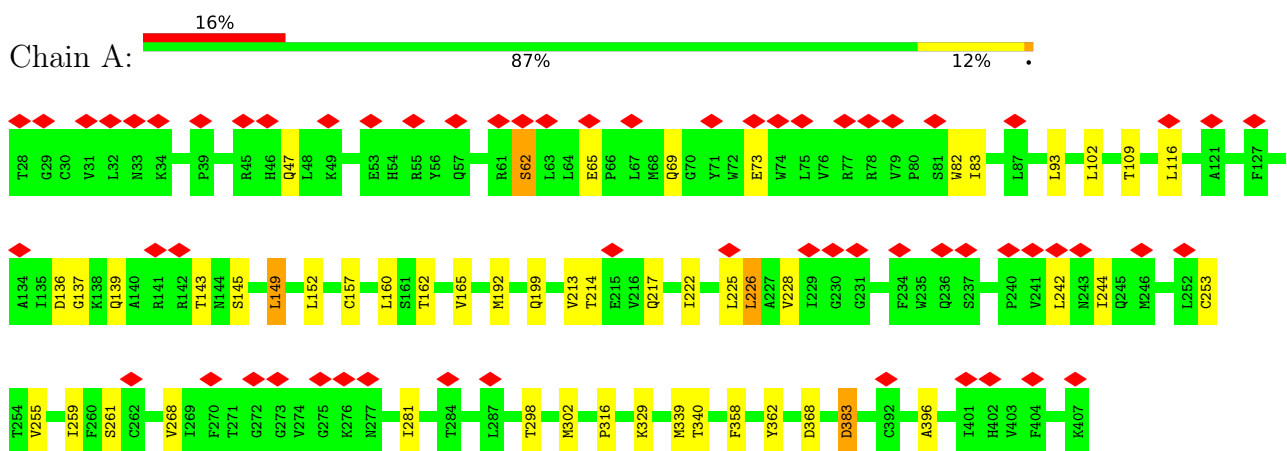 16%
Chain A:
87% 12% •
T28 G29 C30 V31 L32 N33 K34 P39 R45 H46 Q47 L48 K49 E53 H54 R55 Y56 Q57 R61 S62 L63 L64 E65 P66 L67 M68 Q69 G70 Y71 W72 E73 W74 L75 V76 R77 R78 V79 P80 S81 W82 I83 L87 L93 L102 T109 L116 A121 F127
A134 I135 D136 G137 K138 Q139 A140 R141 R142 T143 N144 S145 L149 L152 C157 L160 S161 T162 V165 M192 Q199 V213 T214 E215 V216 Q217 I222 L225 L226 A227 V228 I229 G230 G231 F234 W235 Q236 S237 P240 V241 L242 N243 I244 Q245 M246 L252 C253
T254 V255 I259 F260 S261 C262 V268 I269 F270 T271 G272 G273 V274 G275 K276 N277 I281 T284 L287 T298 M302 P316 K329 M339 T340 F358 Y362 D368 D383 C392 A396 I401 H402 V403 F404 K407